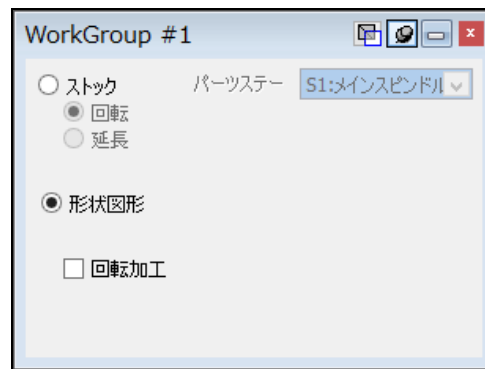 WorkGroup #1
ストック パーツステー S1:メインスピンドル
回転
延長
形状図形
回転加工